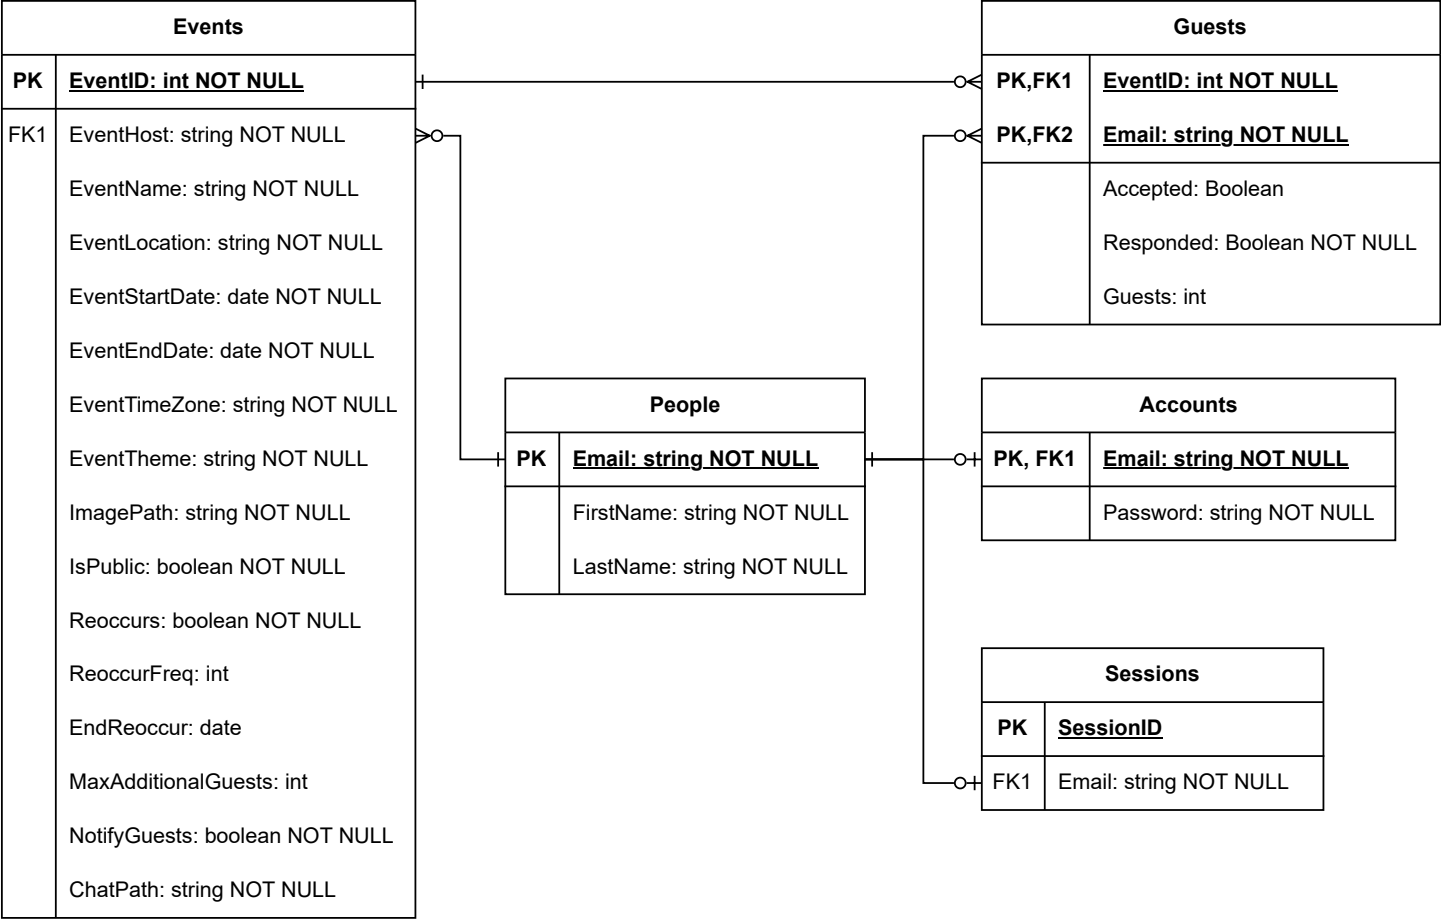 Events
PK EventID: int NOT NULL
FK1 EventHost: string NOT NULL
EventName: string NOT NULL
EventLocation: string NOT NULL
EventStartDate: date NOT NULL
EventEndDate: date NOT NULL
EventTimeZone: string NOT NULL
EventTheme: string NOT NULL
ImagePath: string NOT NULL
IsPublic: boolean NOT NULL
Reoccurs: boolean NOT NULL
ReoccurFreq: int
EndReoccur: date
MaxAdditionalGuests: int
NotifyGuests: boolean NOT NULL
ChatPath: string NOT NULL
People
PK Email: string NOT NULL
FirstName: string NOT NULL
LastName: string NOT NULL
Guests
PK,FK1 EventID: int NOT NULL
PK,FK2 Email: string NOT NULL
Accepted: Boolean
Responded: Boolean NOT NULL
Guests: int
Accounts
PK, FK1 Email: string NOT NULL
Password: string NOT NULL
Sessions
PK SessionID
FK1 Email: string NOT NULL